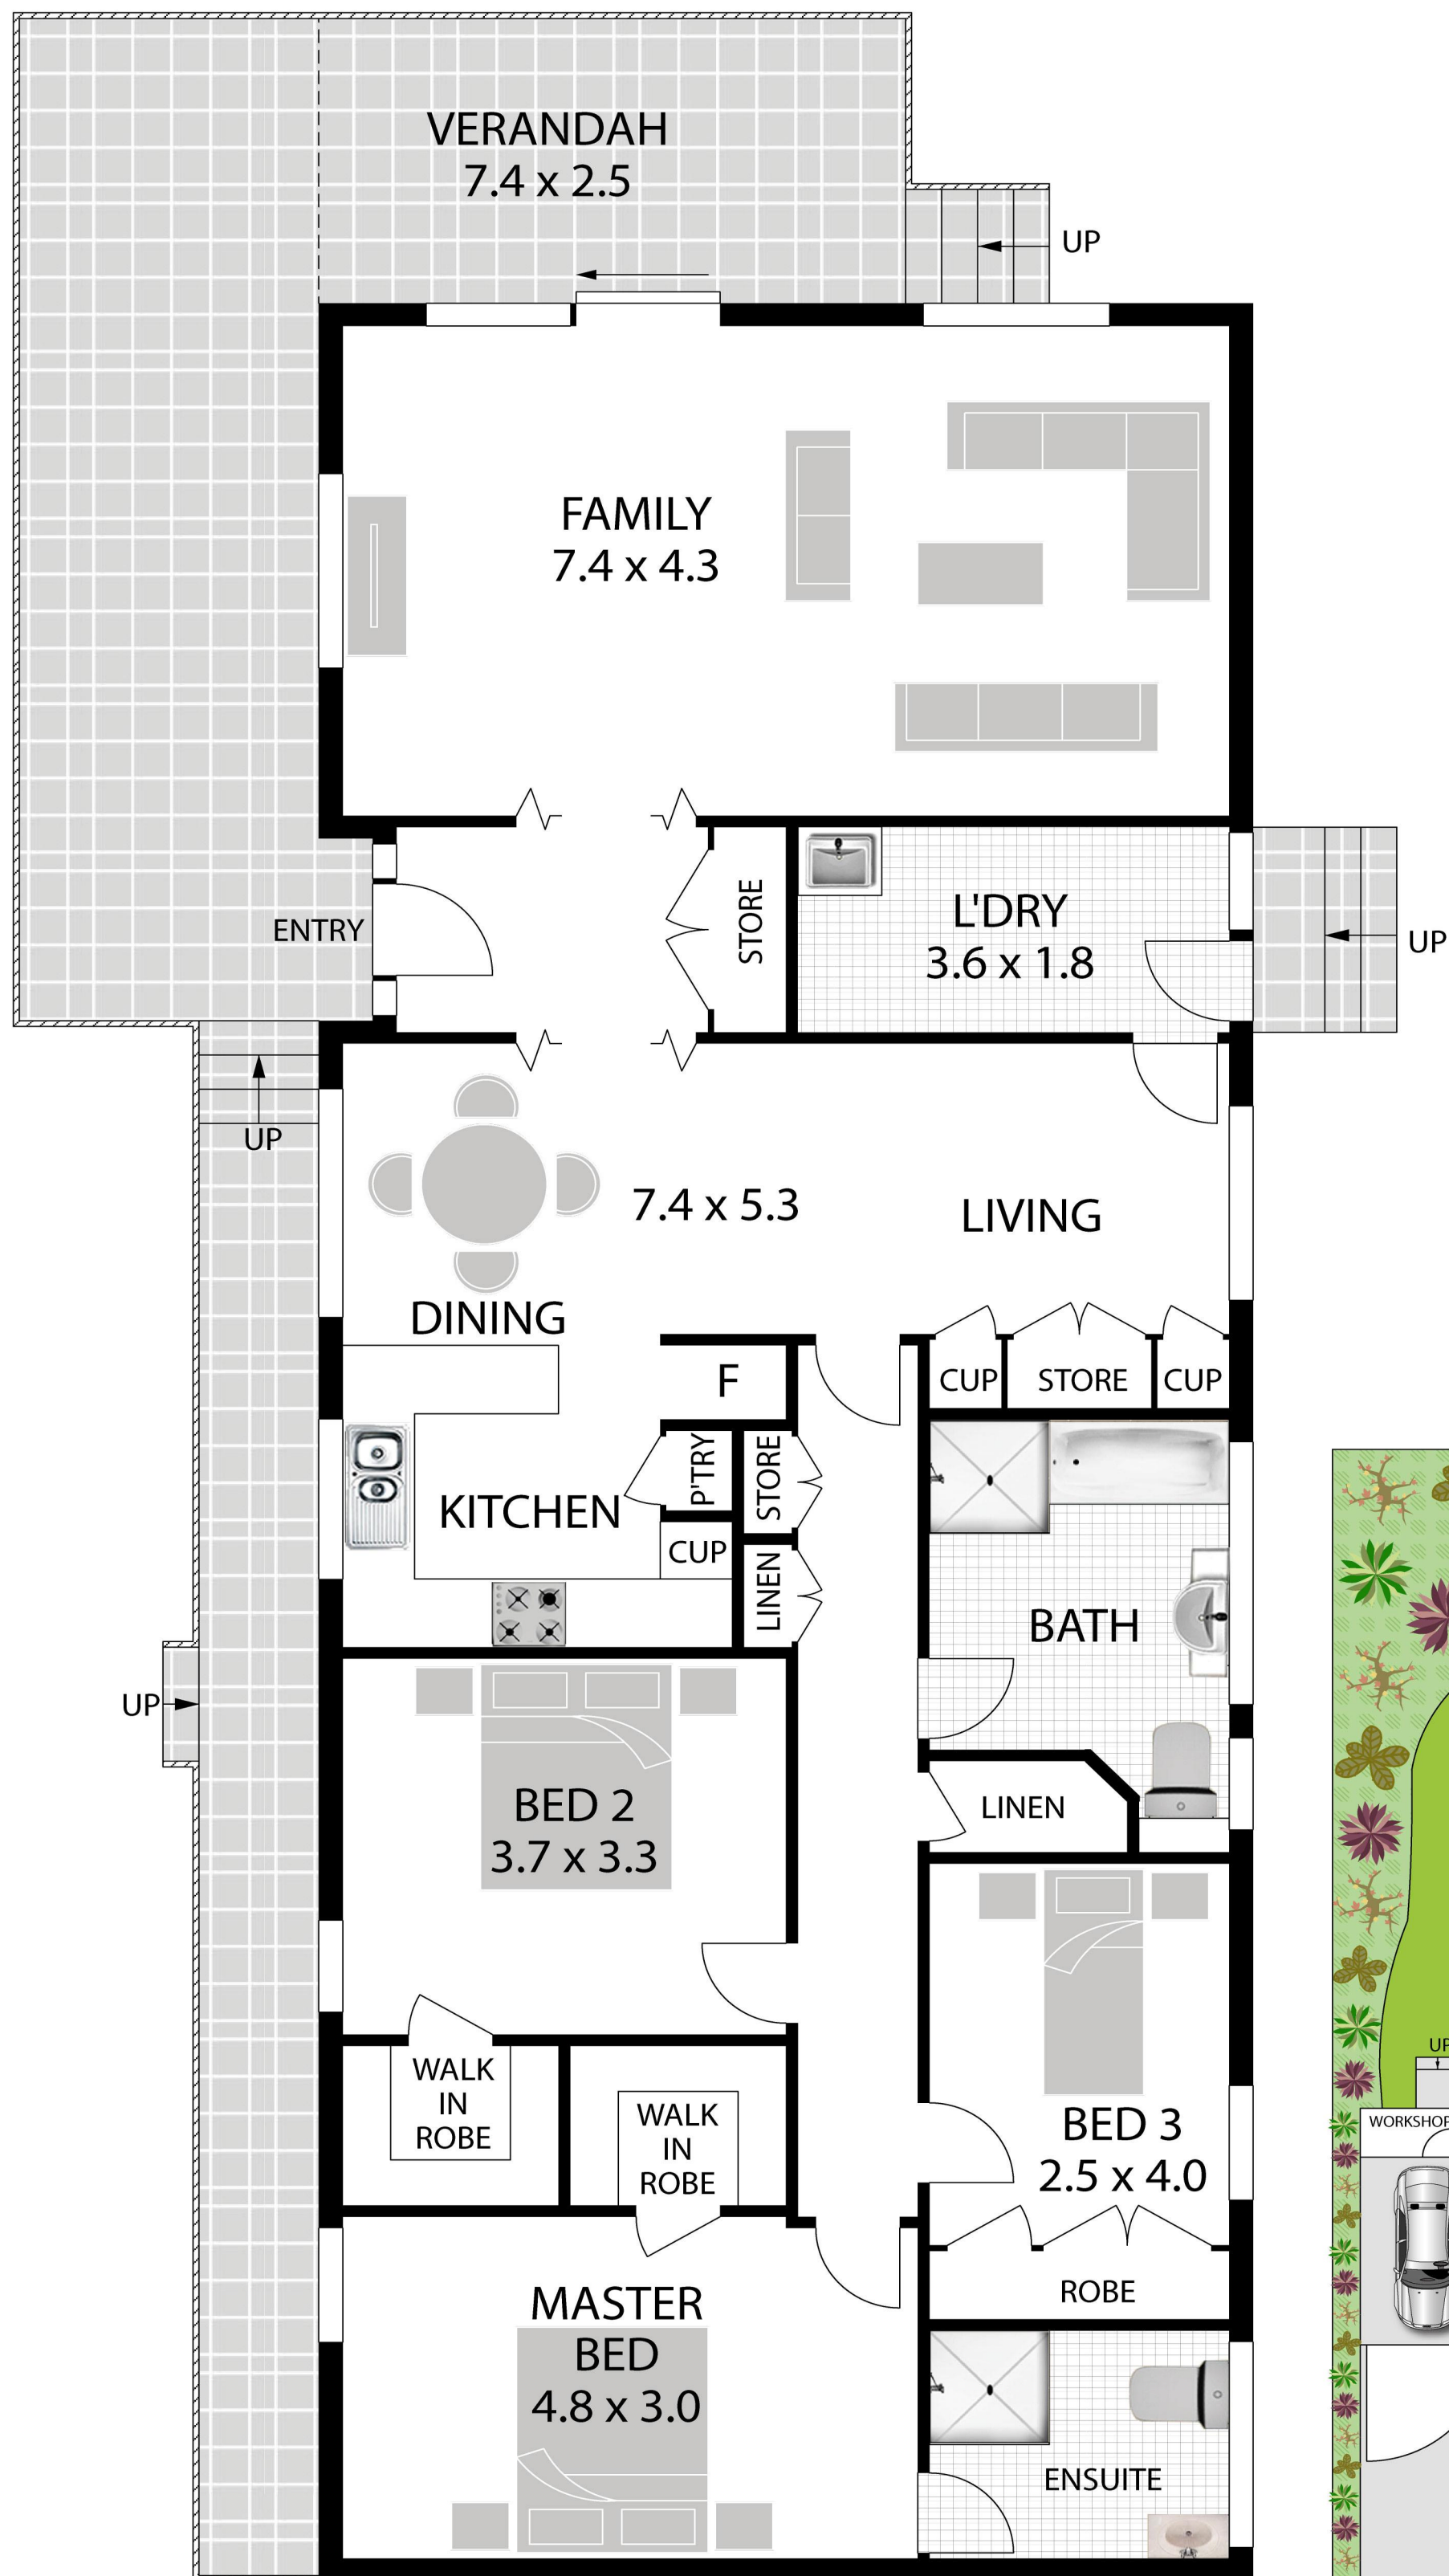 VERANDAH
7.4 x 2.5
UP
FAMILY
7.4 x 4.3
ENTRY
STORE
L'DRY
3.6 x 1.8
UP
UP
7.4 x 5.3
LIVING
DINING
F
CUP
STORE
CUP
P'TRY
STORE
KITCHEN
CUP
LINEN
BATH
UP
BED 2
3.7 x 3.3
LINEN
WALK
IN
ROBE
WALK
IN
ROBE
BED 3
2.5 x 4.0
UP
WORKSHOP
ROBE
MASTER
BED
4.8 x 3.0
ENSUITE